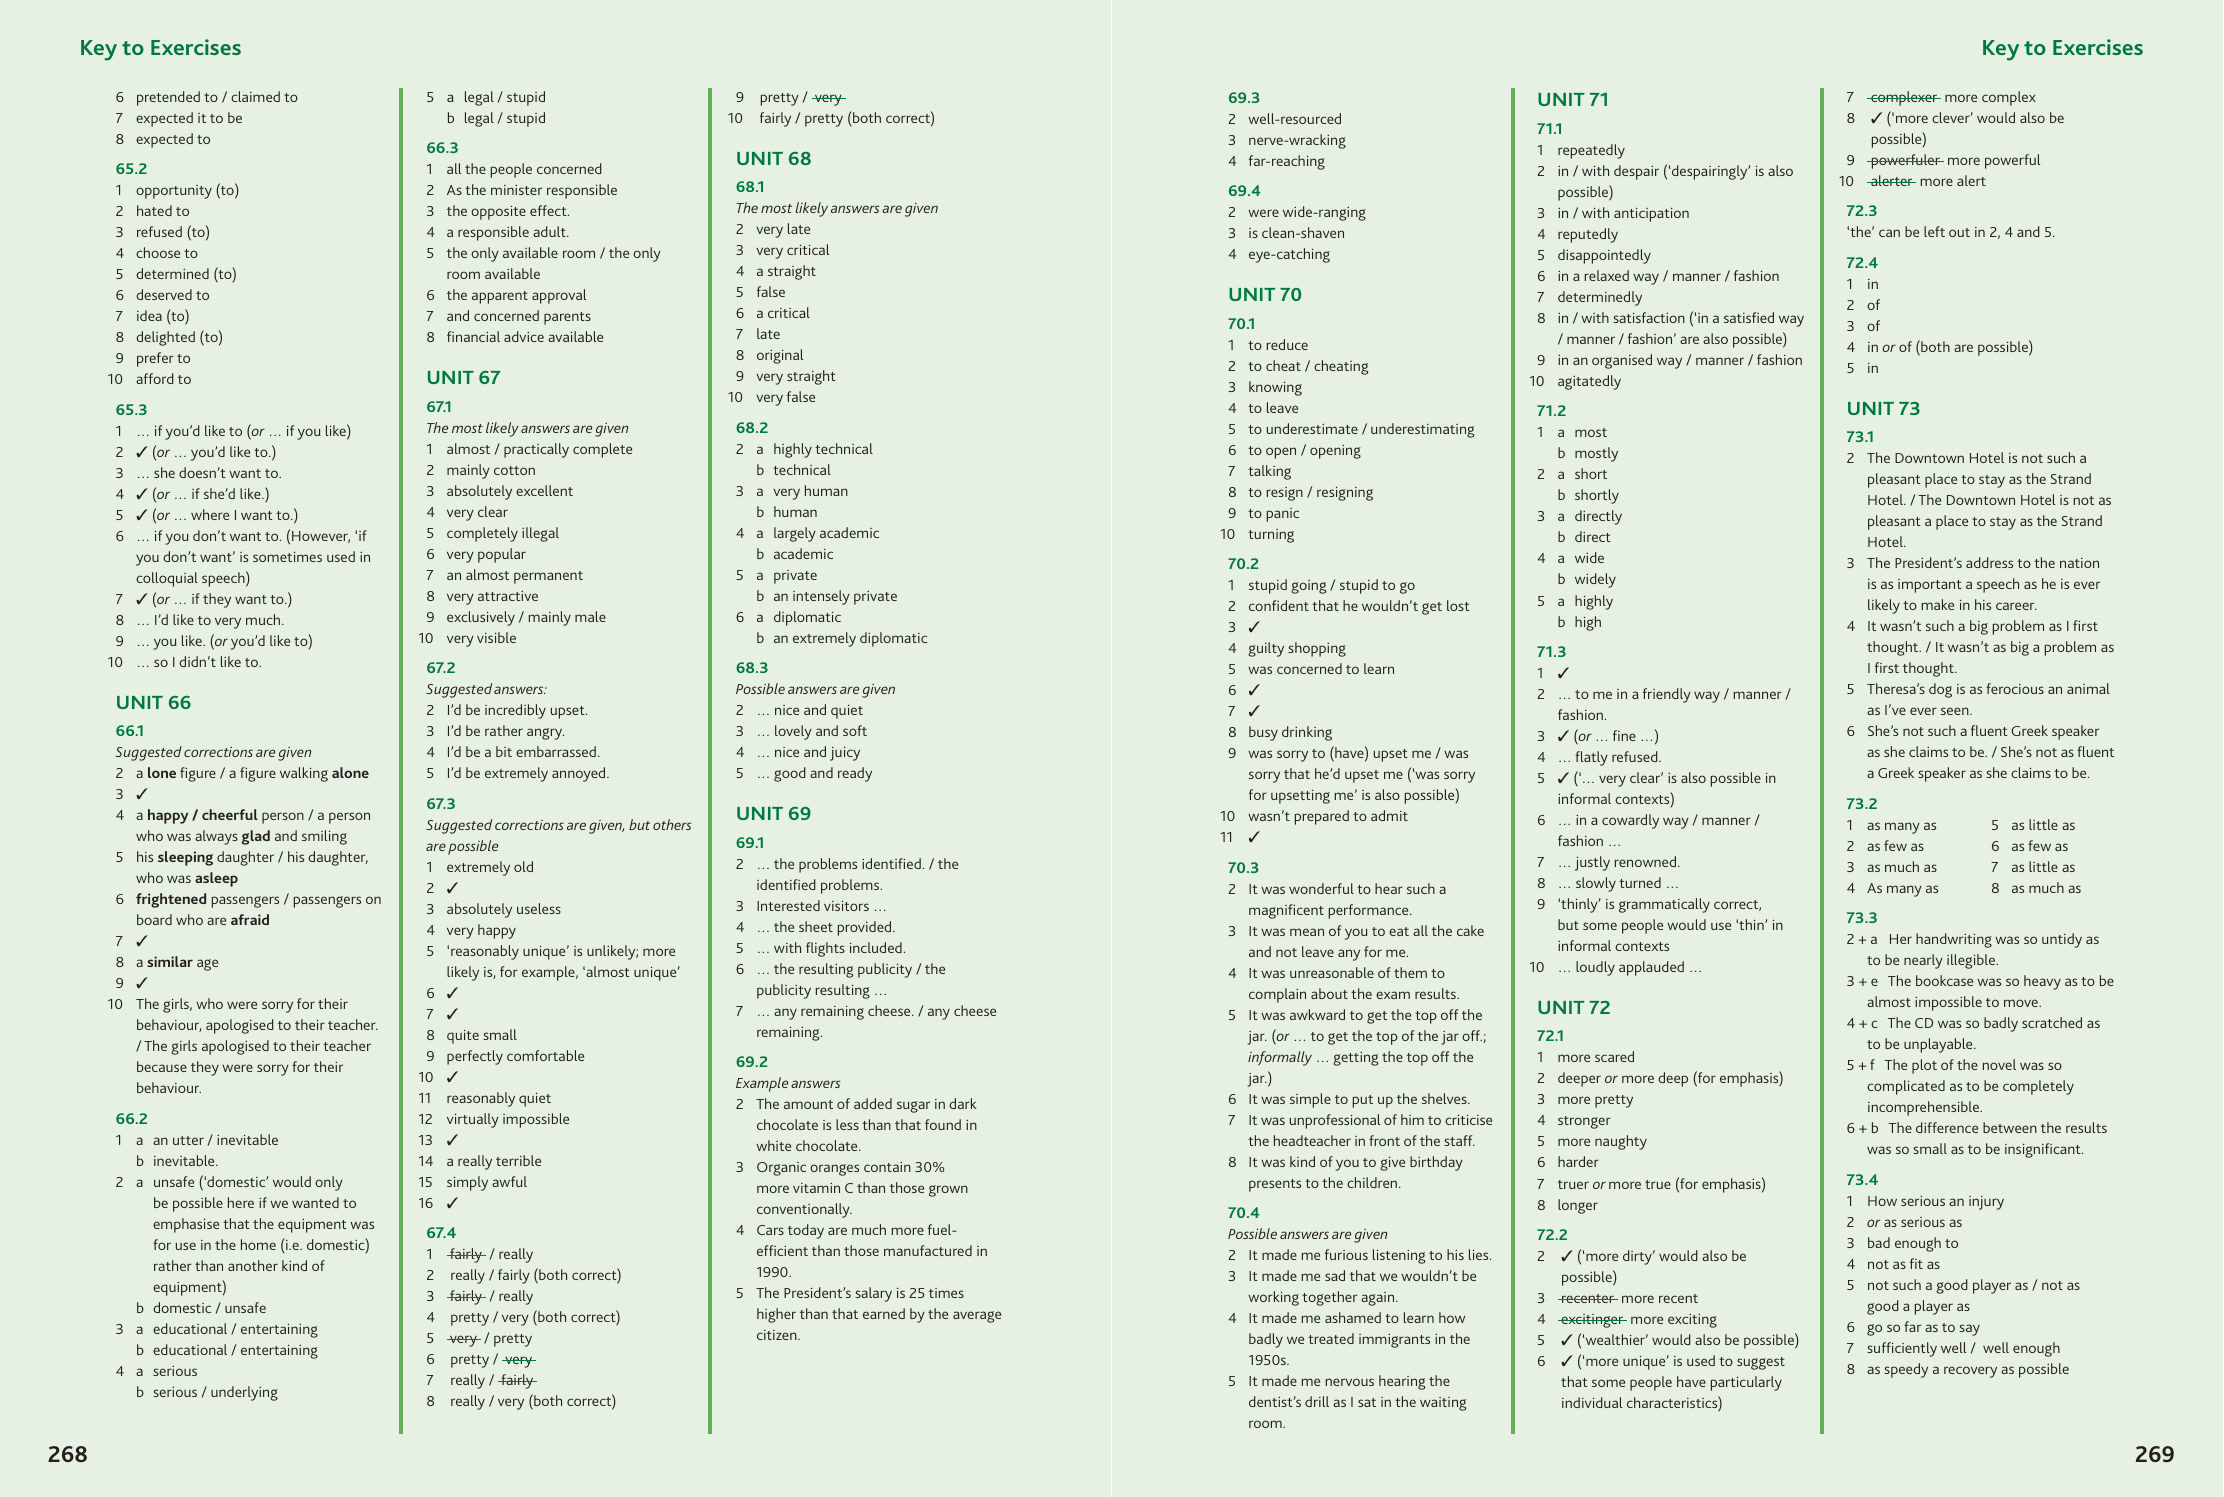 Key to Exercises
6 pretended to / claimed to
7 expected it to be
8 expected to
65.2
1 opportunity (to)
2 hated to
3 refused (to)
4 choose to
5 determined (to)
6 deserved to
7 idea (to)
8 delighted (to)
9 prefer to
10 afford to
65.3
1 … if you’d like to (or … if you like)
2 ✓ (or … you’d like to.)
3 … she doesn’t want to.
4 ✓ (or … if she’d like.)
5 ✓ (or … where I want to.)
6 … if you don’t want to. (However, ‘if
you don’t want’ is sometimes used in
colloquial speech)
7 ✓ (or … if they want to.)
8 … I’d like to very much.
9 … you like. (or you’d like to)
10 … so I didn’t like to.
UNIT 66
66.1
Suggested corrections are given
2 a lone figure / a figure walking alone
3 ✓
4 a happy / cheerful person / a person
who was always glad and smiling
5 his sleeping daughter / his daughter,
who was asleep
6 frightened passengers / passengers on
board who are afraid
7 ✓
8 a similar age
9 ✓
10 The girls, who were sorry for their
behaviour, apologised to their teacher.
/ The girls apologised to their teacher
because they were sorry for their
behaviour.
66.2
1 a an utter / inevitable
b inevitable.
2 a unsafe (‘domestic’ would only
be possible here if we wanted to
emphasise that the equipment was
for use in the home (i.e. domestic)
rather than another kind of
equipment)
b domestic / unsafe
3 a educational / entertaining
b educational / entertaining
4 a serious
b serious / underlying
5 a legal / stupid
b legal / stupid
66.3
1 all the people concerned
2 As the minister responsible
3 the opposite effect.
4 a responsible adult.
5 the only available room / the only
room available
6 the apparent approval
7 and concerned parents
8 financial advice available
UNIT 67
67.1
The most likely answers are given
1 almost / practically complete
2 mainly cotton
3 absolutely excellent
4 very clear
5 completely illegal
6 very popular
7 an almost permanent
8 very attractive
9 exclusively / mainly male
10 very visible
67.2
Suggested answers:
2 I’d be incredibly upset.
3 I’d be rather angry.
4 I’d be a bit embarrassed.
5 I’d be extremely annoyed.
67.3
Suggested corrections are given, but others
are possible
1 extremely old
2 ✓
3 absolutely useless
4 very happy
5 ‘reasonably unique’ is unlikely; more
likely is, for example, ‘almost unique’
6 ✓
7 ✓
8 quite small
9 perfectly comfortable
10 ✓
11 reasonably quiet
12 virtually impossible
13 ✓
14 a really terrible
15 simply awful
16 ✓
67.4
1 fairly / really
2 really / fairly (both correct)
3 fairly / really
4 pretty / very (both correct)
5 very / pretty
6 pretty / very
7 really / fairly
8 really / very (both correct)
9 pretty / very
10 fairly / pretty (both correct)
UNIT 68
68.1
The most likely answers are given
2 very late
3 very critical
4 a straight
5 false
6 a critical
7 late
8 original
9 very straight
10 very false
68.2
2 a highly technical
b technical
3 a very human
b human
4 a largely academic
b academic
5 a private
b an intensely private
6 a diplomatic
b an extremely diplomatic
68.3
Possible answers are given
2 … nice and quiet
3 … lovely and soft
4 … nice and juicy
5 … good and ready
UNIT 69
69.1
2 … the problems identified. / the
identified problems.
3 Interested visitors …
4 … the sheet provided.
5 … with flights included.
6 … the resulting publicity / the
publicity resulting …
7 … any remaining cheese. / any cheese
remaining.
69.2
Example answers
2 The amount of added sugar in dark
chocolate is less than that found in
white chocolate.
3 Organic oranges contain 30%
more vitamin C than those grown
conventionally.
4 Cars today are much more fuel-
efficient than those manufactured in
1990.
5 The President’s salary is 25 times
higher than that earned by the average
citizen.
268
Key to Exercises
69.3
2 well-resourced
3 nerve-wracking
4 far-reaching
69.4
2 were wide-ranging
3 is clean-shaven
4 eye-catching
UNIT 70
70.1
1 to reduce
2 to cheat / cheating
3 knowing
4 to leave
5 to underestimate / underestimating
6 to open / opening
7 talking
8 to resign / resigning
9 to panic
10 turning
70.2
1 stupid going / stupid to go
2 confident that he wouldn’t get lost
3 ✓
4 guilty shopping
5 was concerned to learn
6 ✓
7 ✓
8 busy drinking
9 was sorry to (have) upset me / was
sorry that he’d upset me (‘was sorry
for upsetting me’ is also possible)
10 wasn’t prepared to admit
11 ✓
70.3
2 It was wonderful to hear such a
magnificent performance.
3 It was mean of you to eat all the cake
and not leave any for me.
4 It was unreasonable of them to
complain about the exam results.
5 It was awkward to get the top off the
jar. (or … to get the top of the jar off.;
informally … getting the top off the
jar.)
6 It was simple to put up the shelves.
7 It was unprofessional of him to criticise
the headteacher in front of the staff.
8 It was kind of you to give birthday
presents to the children.
70.4
Possible answers are given
2 It made me furious listening to his lies.
3 It made me sad that we wouldn’t be
working together again.
4 It made me ashamed to learn how
badly we treated immigrants in the
1950s.
5 It made me nervous hearing the
dentist’s drill as I sat in the waiting
room.
UNIT 71
71.1
1 repeatedly
2 in / with despair (‘despairingly’ is also
possible)
3 in / with anticipation
4 reputedly
5 disappointedly
6 in a relaxed way / manner / fashion
7 determinedly
8 in / with satisfaction (‘in a satisfied way
/ manner / fashion’ are also possible)
9 in an organised way / manner / fashion
10 agitatedly
71.2
1 a most
b mostly
2 a short
b shortly
3 a directly
b direct
4 a wide
b widely
5 a highly
b high
71.3
1 ✓
2 … to me in a friendly way / manner /
fashion.
3 ✓ (or … fine …)
4 … flatly refused.
5 ✓ (‘… very clear’ is also possible in
informal contexts)
6 … in a cowardly way / manner /
fashion …
7 … justly renowned.
8 … slowly turned …
9 ‘thinly’ is grammatically correct,
but some people would use ‘thin’ in
informal contexts
10 … loudly applauded …
UNIT 72
72.1
1 more scared
2 deeper or more deep (for emphasis)
3 more pretty
4 stronger
5 more naughty
6 harder
7 truer or more true (for emphasis)
8 longer
72.2
2 ✓ (‘more dirty’ would also be
possible)
3 recenter more recent
4 excitinger more exciting
5 ✓ (‘wealthier’ would also be possible)
6 ✓ (‘more unique’ is used to suggest
that some people have particularly
individual characteristics)
7 complexer more complex
8 ✓ (‘more clever’ would also be
possible)
9 powerfuler more powerful
10 alerter more alert
72.3
‘the’ can be left out in 2, 4 and 5.
72.4
1 in
2 of
3 of
4 in or of (both are possible)
5 in
UNIT 73
73.1
2 The Downtown Hotel is not such a
pleasant place to stay as the Strand
Hotel. / The Downtown Hotel is not as
pleasant a place to stay as the Strand
Hotel.
3 The President’s address to the nation
is as important a speech as he is ever
likely to make in his career.
4 It wasn’t such a big problem as I first
thought. / It wasn’t as big a problem as
I first thought.
5 Theresa’s dog is as ferocious an animal
as I’ve ever seen.
6 She’s not such a fluent Greek speaker
as she claims to be. / She’s not as fluent
a Greek speaker as she claims to be.
73.2
1 as many as 5 as little as
2 as few as 6 as few as
3 as much as 7 as little as
4 As many as 8 as much as
73.3
2 + a Her handwriting was so untidy as
to be nearly illegible.
3 + e The bookcase was so heavy as to be
almost impossible to move.
4 + c The CD was so badly scratched as
to be unplayable.
5 + f The plot of the novel was so
complicated as to be completely
incomprehensible.
6 + b The difference between the results
was so small as to be insignificant.
73.4
1 How serious an injury
2 or as serious as
3 bad enough to
4 not as fit as
5 not such a good player as / not as
good a player as
6 go so far as to say
7 sufficiently well / well enough
8 as speedy a recovery as possible
269